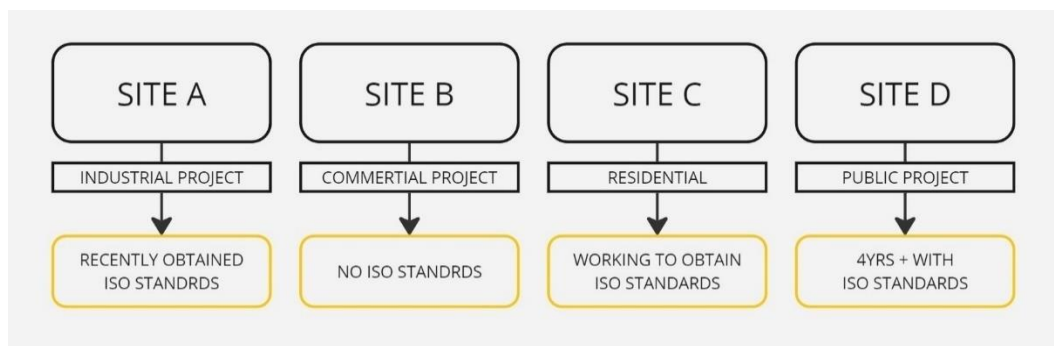 SITE A
SITE B
SITE C
SITE D
INDUSTRIAL PROJECT
COMMERTIAL PROJECT
RESIDENTIAL
PUBLIC PROJECT
RECENTLY OBTAINED
ISO STANDRDS
NO ISO STANDRDS
WORKING TO OBTAIN
ISO STANDARDS
4YRS + WITH
ISO STANDARDS